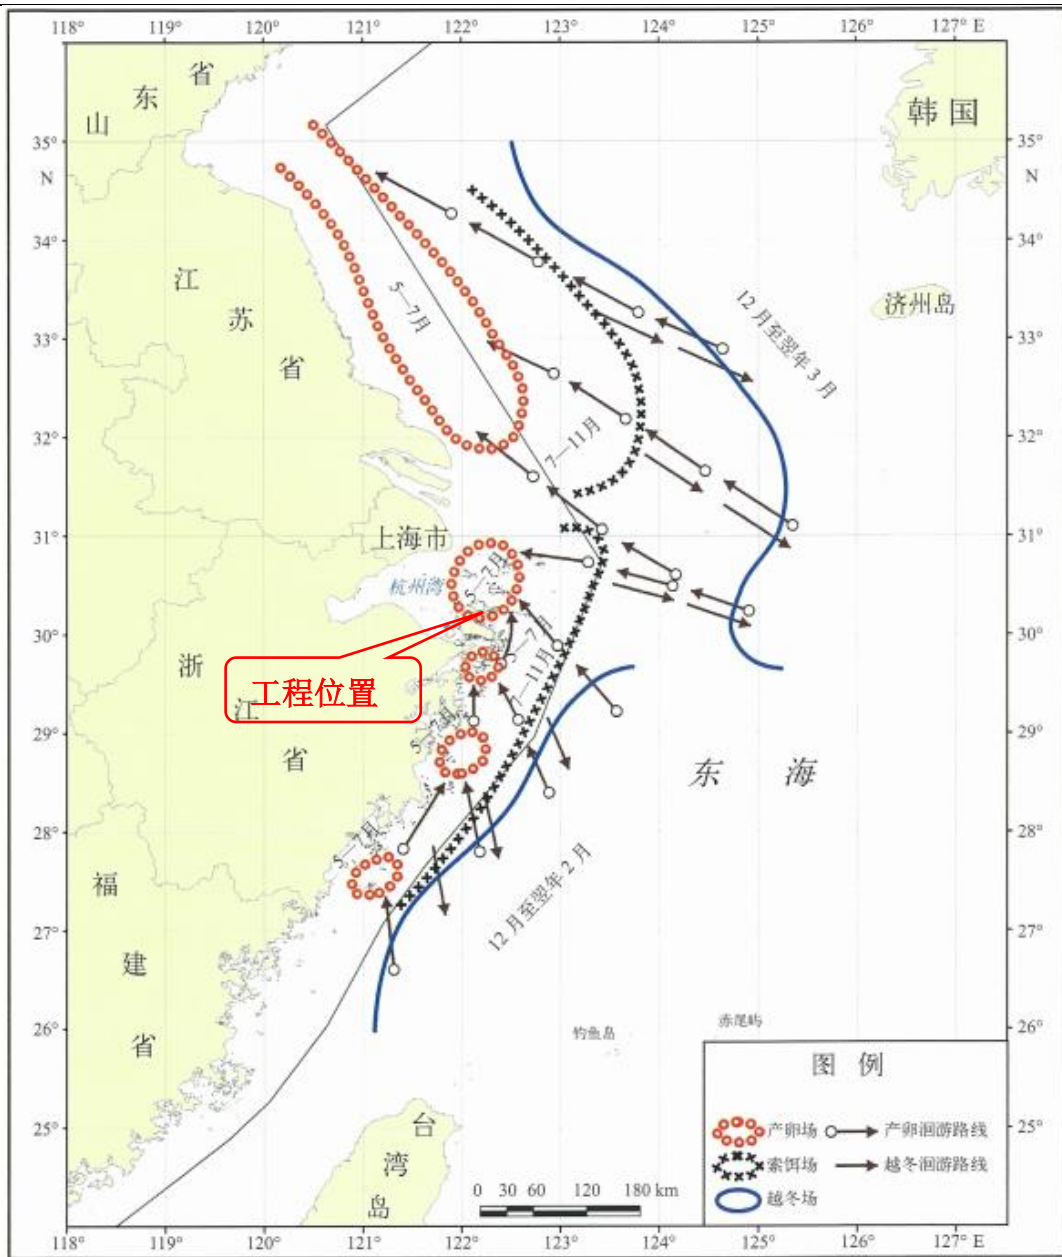 118° 119° 120° 121° 122° 123° 124° 125° 126° 127° E
山东省
韩国
35°
N
35°
N
34°
34°
江苏省
5—7月
济州岛
12月至翌年3月
33°
33°
32°
32°
7—11月
上海市
31°
31°
杭州湾
5—7月
30°
30°
5—7月
工程位置
7—11月
浙江省
29°
29°
5—7月
东海
28°
28°
5—7月
12月至翌年2月
福建省
27°
27°
26°
26°
钓鱼岛
赤尾屿
图例
25°
25°
产卵场
产卵洄游路线
索饵场
越冬洄游路线
越冬场
台湾岛
0 30 60 120 180 km
118° 119° 120° 121° 122° 123° 124° 125° 126° 127° E